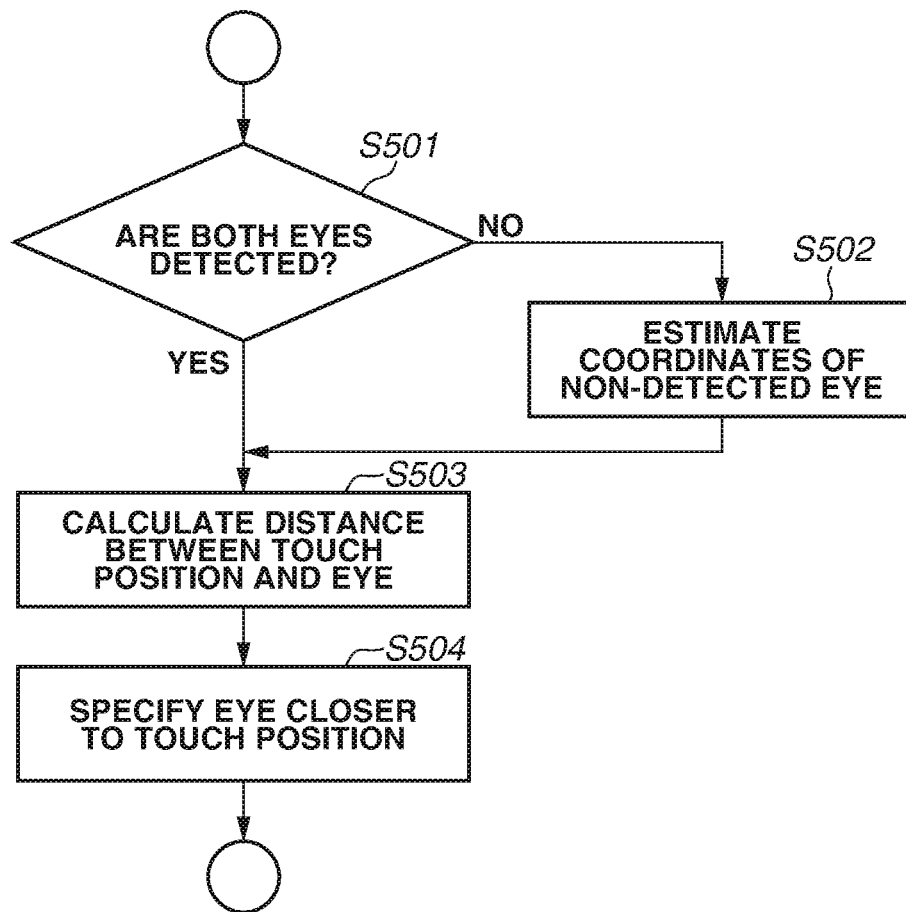 S501
ARE BOTH EYES
DETECTED?
NO
YES
S502
ESTIMATE
COORDINATES OF
NON-DETECTED EYE
S503
CALCULATE DISTANCE
BETWEEN TOUCH
POSITION AND EYE
S504
SPECIFY EYE CLOSER
TO TOUCH POSITION